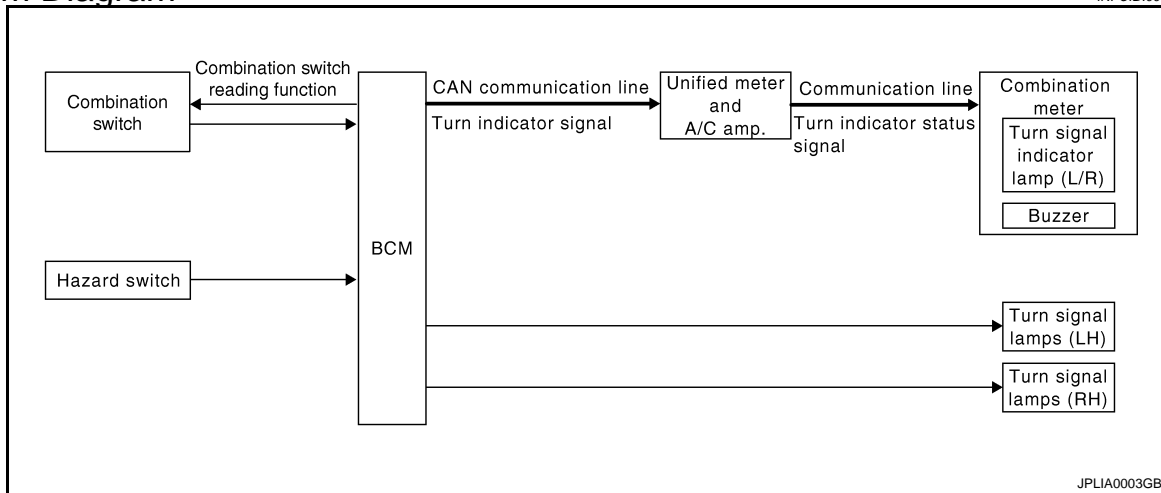 Combination switch
reading function
Combination
switch
CAN communication line
Turn indicator signal
Unified meter
and
A/C amp.
Communication line
Turn indicator status
signal
Combination
meter
Turn signal
indicator
lamp (L/R)
Buzzer
BCM
Hazard switch
Turn signal
lamps (LH)
Turn signal
lamps (RH)
JPLIA0003GB